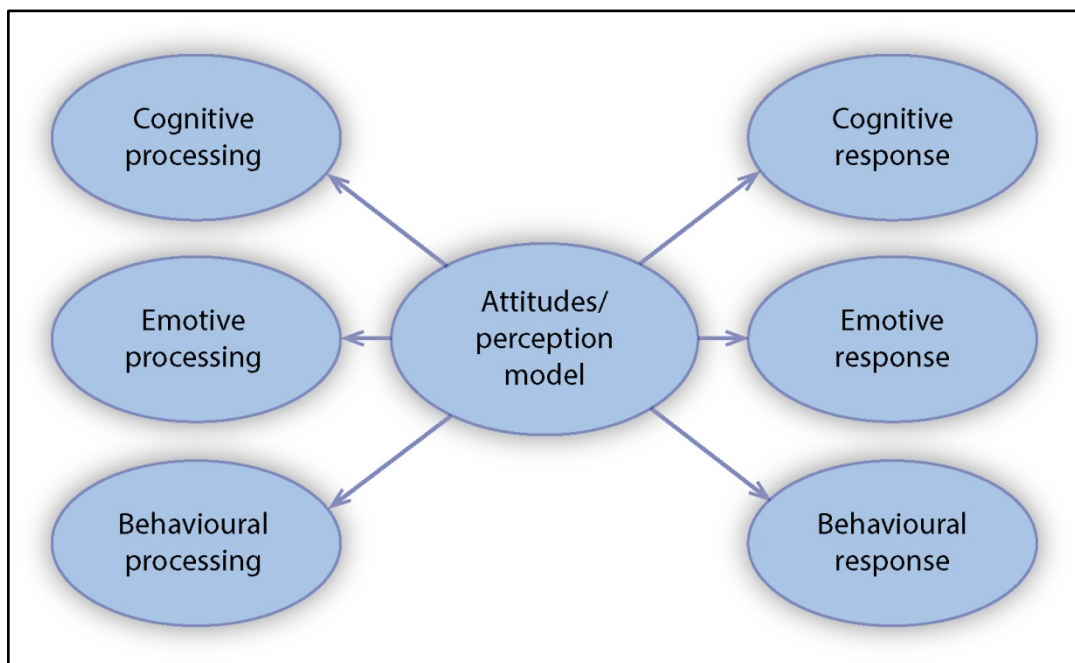 Cognitive
processing
Cognitive
response
Emotive
processing
Attitudes/
perception
model
Emotive
response
Behavioural
processing
Behavioural
response